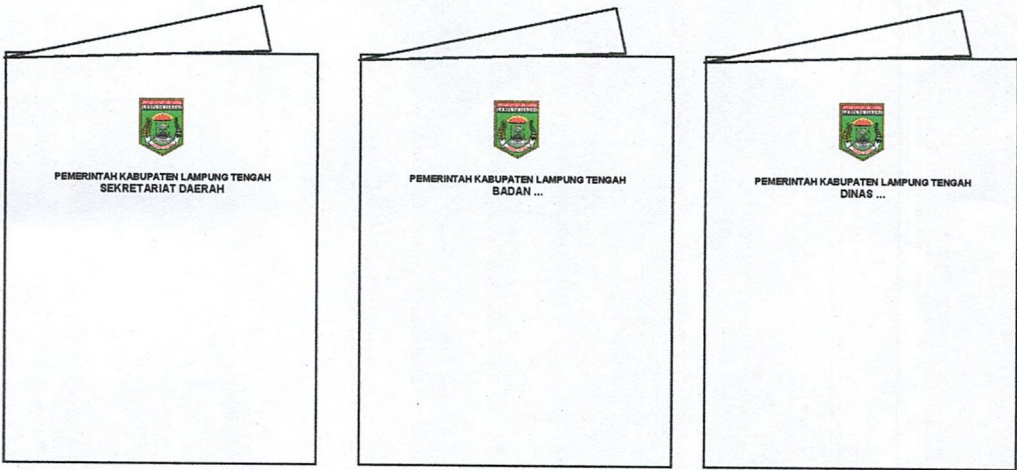 PEMERINTAH KABUPATEN LAMPUNG TENGAH
SEKRETARIAT DAERAH
PEMERINTAH KABUPATEN LAMPUNG TENGAH
BADAN ...
PEMERINTAH KABUPATEN LAMPUNG TENGAH
DINAS ...